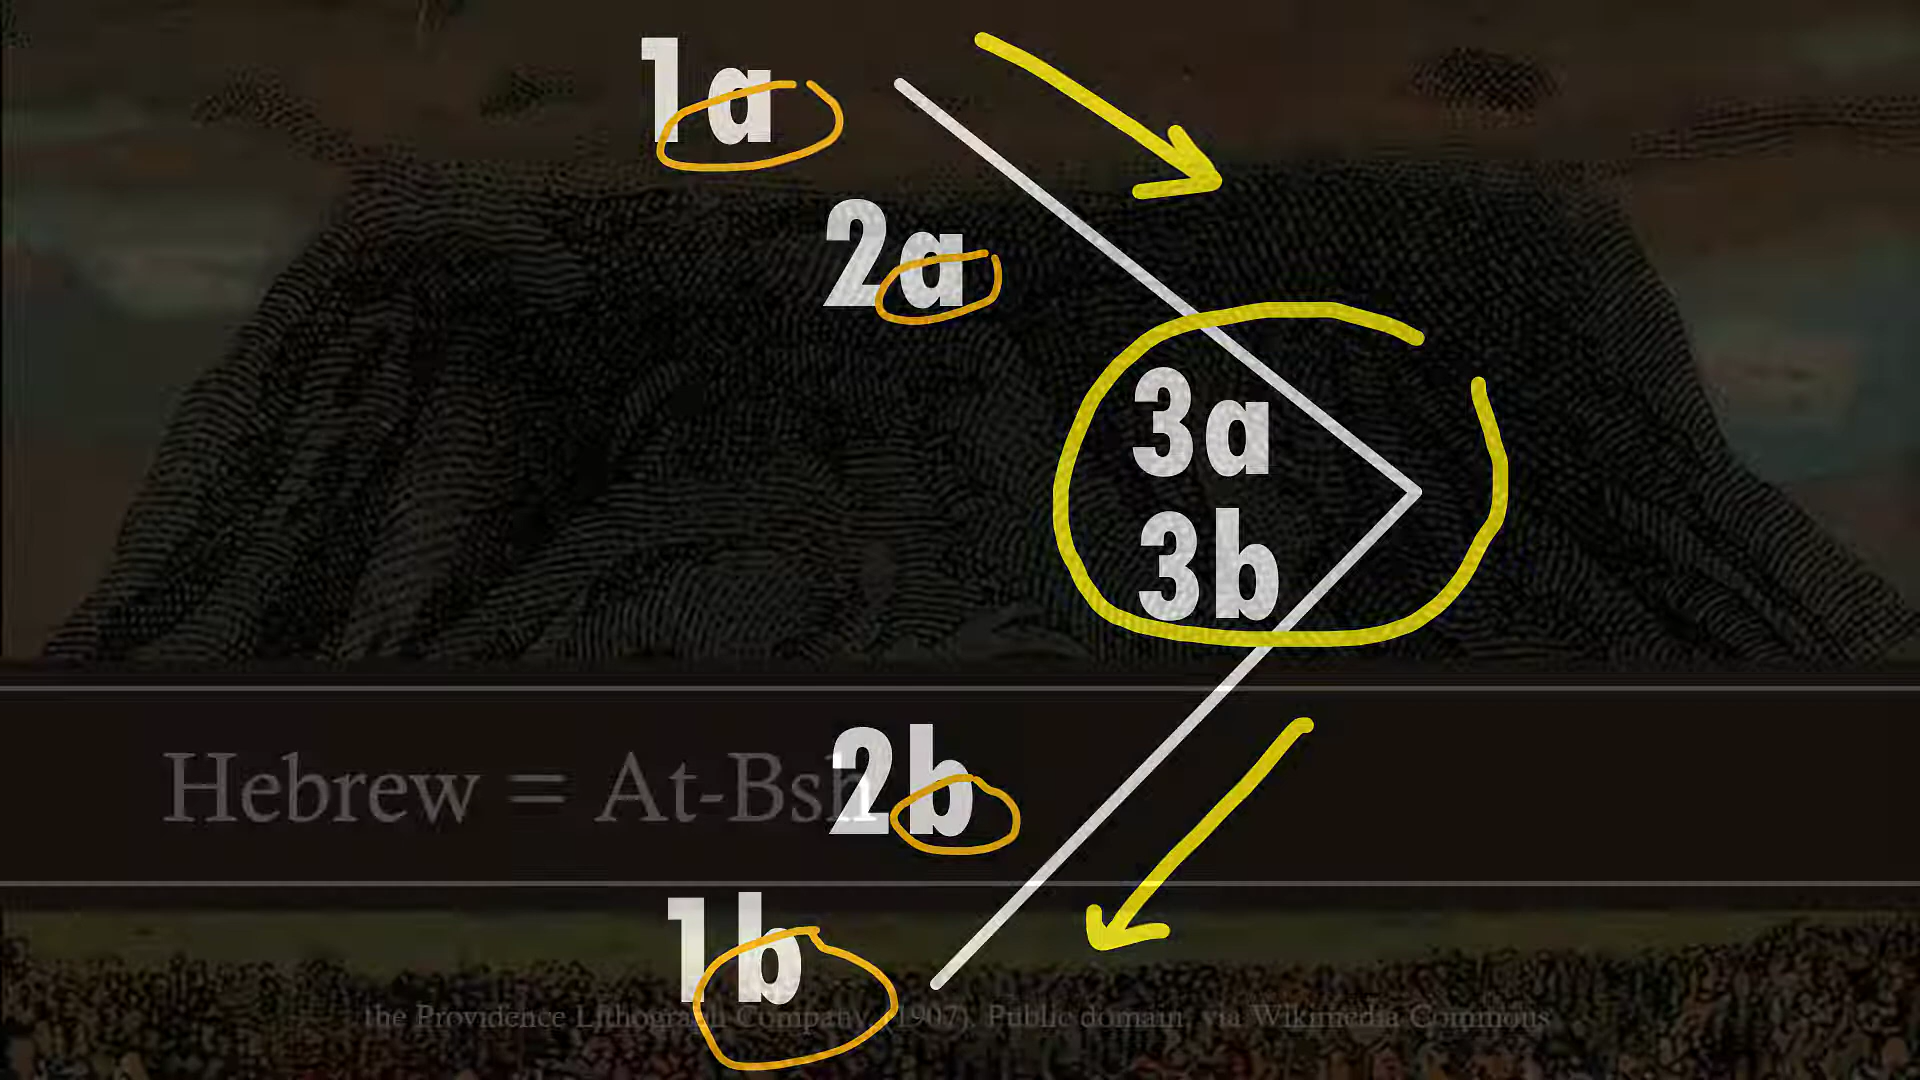 1a
2a
3a
3b
2b
Hebrew = At-Bsh
1b
the Providence Lithograph Company (1907). Public domain, via Wikimedia Commons